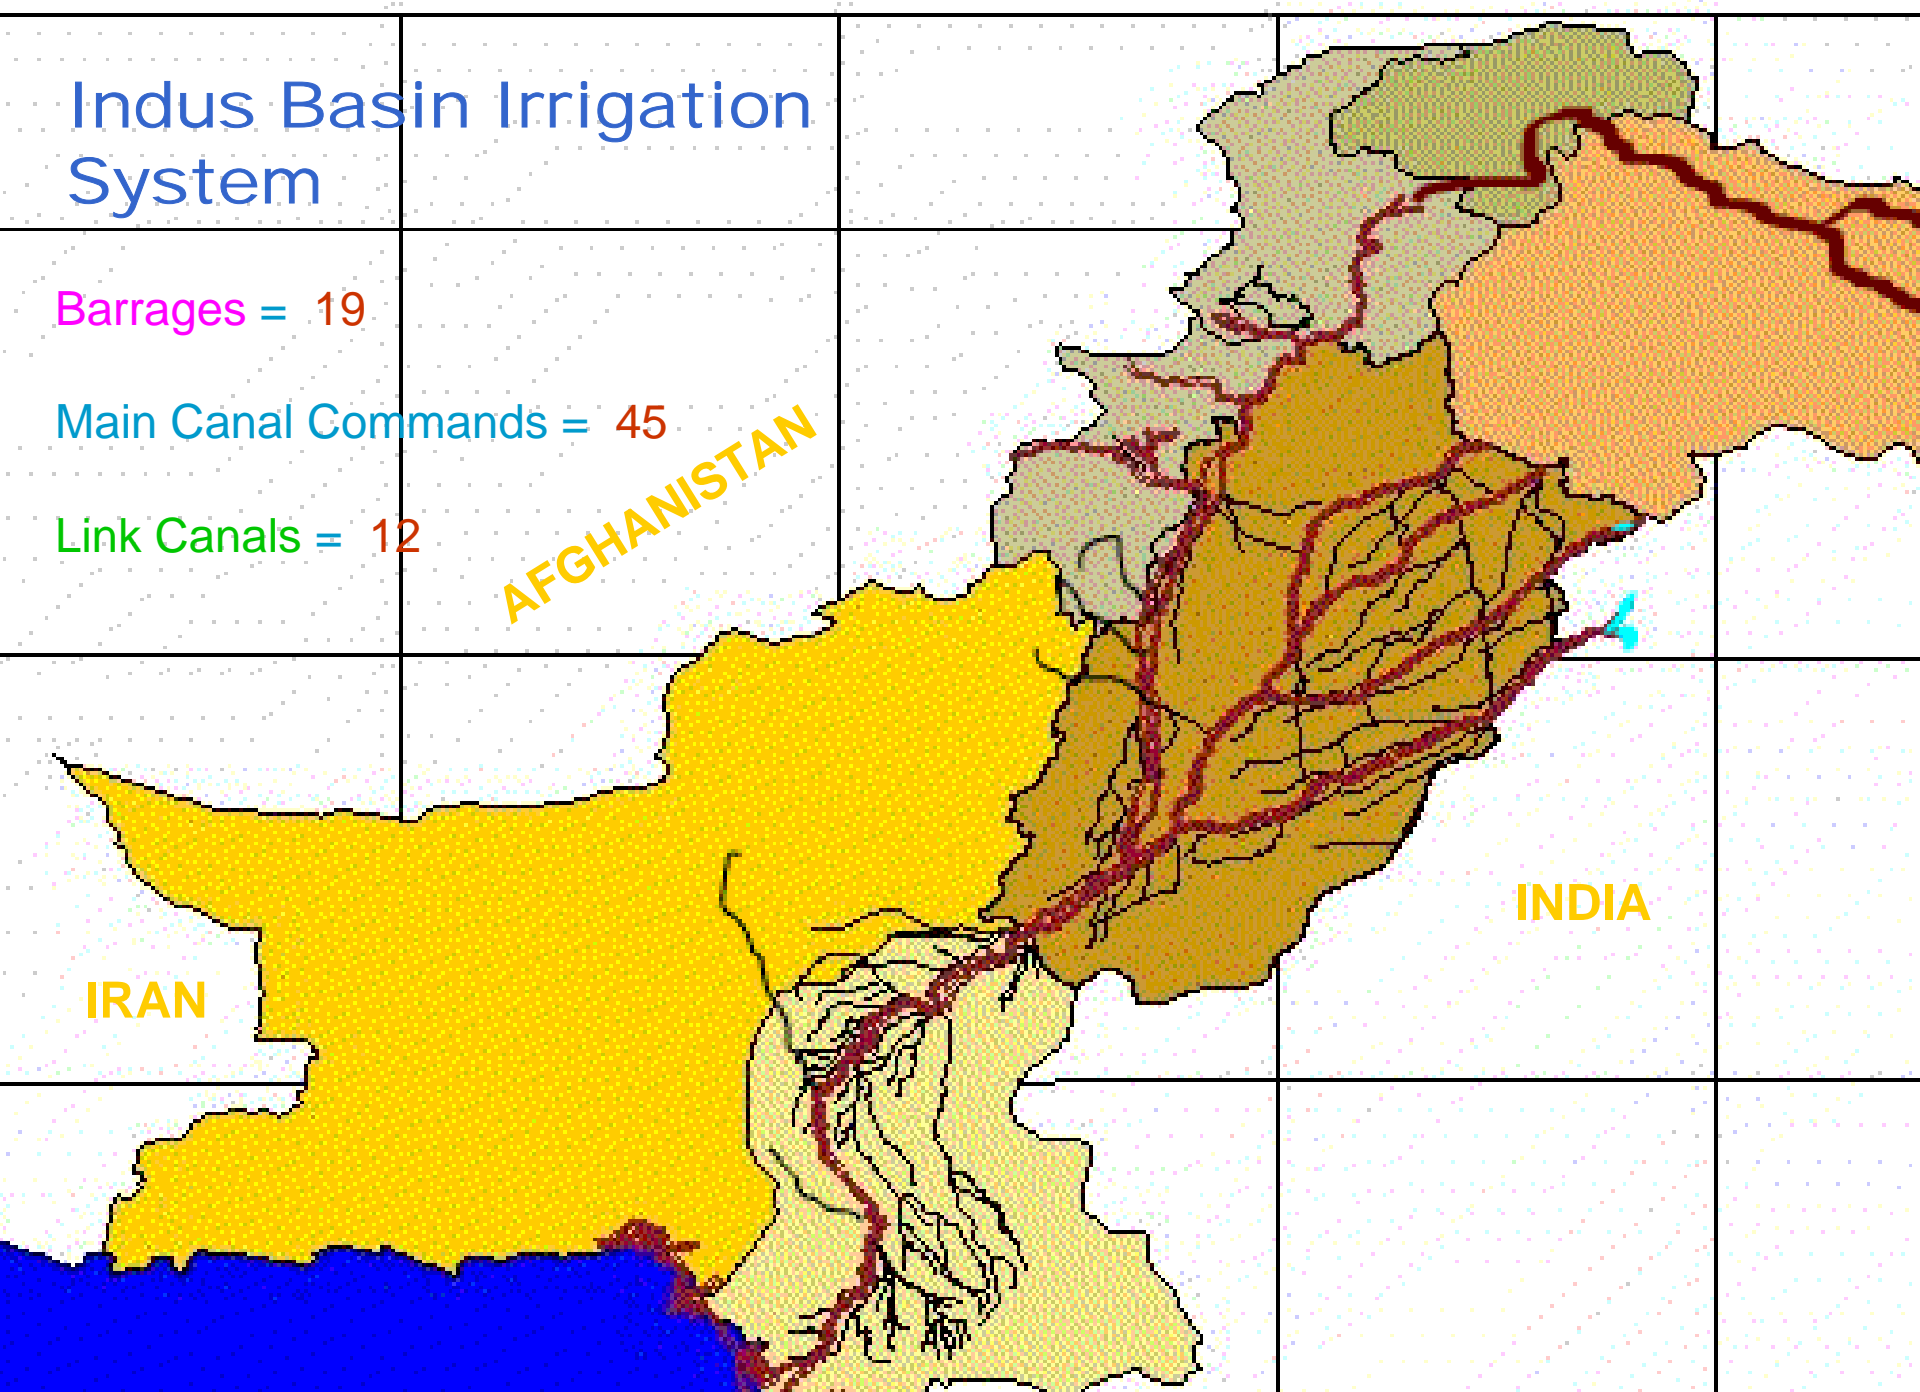 Indus Basin Irrigation
System
Barrages = 19
Main Canal Commands = 45
Link Canals = 12
AFGHANISTAN
INDIA
IRAN